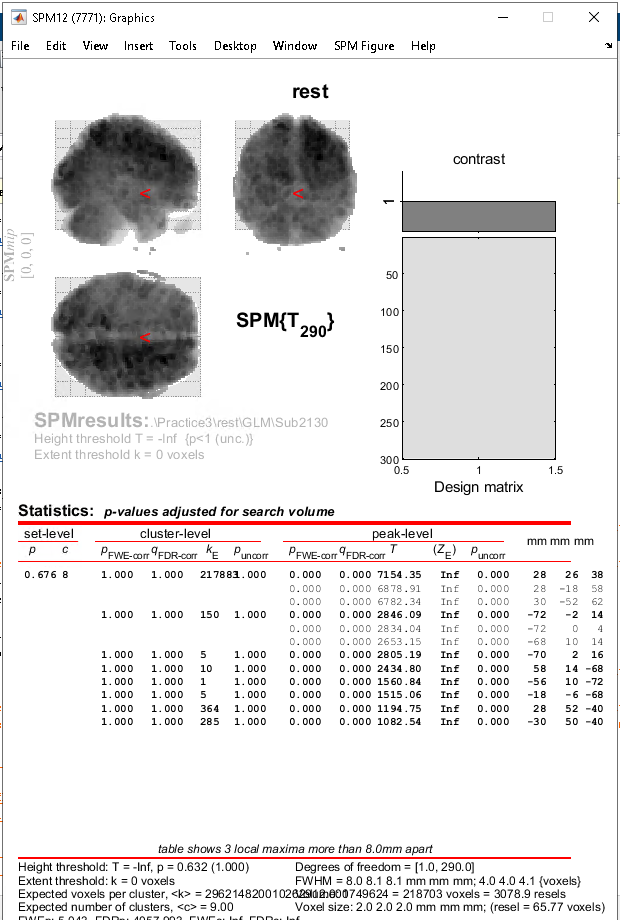 SPM12 (7771): Graphics
File Edit View Insert Tools Desktop Window SPM Figure Help
rest
contrast
1
SPMmip
[0, 0, 0]
<
<
<
SPM{T290}
50
100
150
200
250
300
0.5 1 1.5
Design matrix
SPMresults: .\Practice3\rest\GLM\Sub2130
Height threshold T = -Inf {p<1 (unc.)}
Extent threshold k = 0 voxels
Statistics: p-values adjusted for search volume
set-level cluster-level peak-level mm mm mm
p c pFWE-corr qFDR-corr kE puncorr pFWE-corr qFDR-corr T (ZE) puncorr
0.676 8 1.000 1.000 217883 1.000 0.000 0.000 7154.35 Inf 0.000 28 26 38
0.000 0.000 6878.91 Inf 0.000 28 -18 58
0.000 0.000 6782.34 Inf 0.000 30 -52 62
1.000 1.000 150 1.000 0.000 0.000 2846.09 Inf 0.000 -72 -2 4
0.000 0.000 2834.04 Inf 0.000 -72 0 14
0.000 0.000 2653.15 Inf 0.000 -68 10 14
1.000 1.000 5 1.000 0.000 0.000 2805.19 Inf 0.000 -70 2 16
1.000 1.000 10 1.000 0.000 0.000 2434.80 Inf 0.000 58 14 -68
1.000 1.000 1 1.000 0.000 0.000 1560.84 Inf 0.000 -56 10 -72
1.000 1.000 5 1.000 0.000 0.000 1515.06 Inf 0.000 -18 -6 -68
1.000 1.000 364 1.000 0.000 0.000 1194.75 Inf 0.000 28 52 -40
1.000 1.000 285 1.000 0.000 0.000 1082.54 Inf 0.000 -30 50 -40
table shows 3 local maxima more than 8.0mm apart
Height threshold: T = -Inf, p = 0.632 (1.000) Degrees of freedom = [1.0, 290.0]
Extent threshold: k = 0 voxels FWHM = 8.0 8.1 8.1 mm mm mm; 4.0 4.0 4.1 {voxels}
Expected voxels per cluster, <k> = = 218703 voxels = 3078.9 resels
Expected number of clusters, <c> = 9.00 Voxel size: 2.0 2.0 2.0 mm mm mm; (resel = 65.77 voxels)